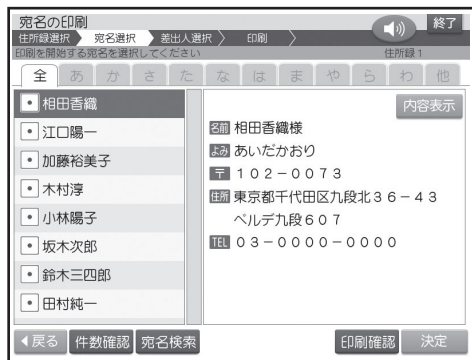 宛名の印刷
終了
住所録選択 宛名選択 差出人選択 印刷
印刷を開始する宛名を選択してください 住所録1
全 あ か さ た な は ま や ら わ 他
相田香織
江口陽一
加藤裕美子
木村淳
小林陽子
坂木次郎
鈴木三四郎
田村純一
内容表示
名前 相田香織様
よみ あいだかおり
〒 102-0073
住所 東京都千代田区九段北36-43
ベルデ九段607
TEL 03-0000-0000
戻る 件数確認 宛名検索 印刷確認 決定